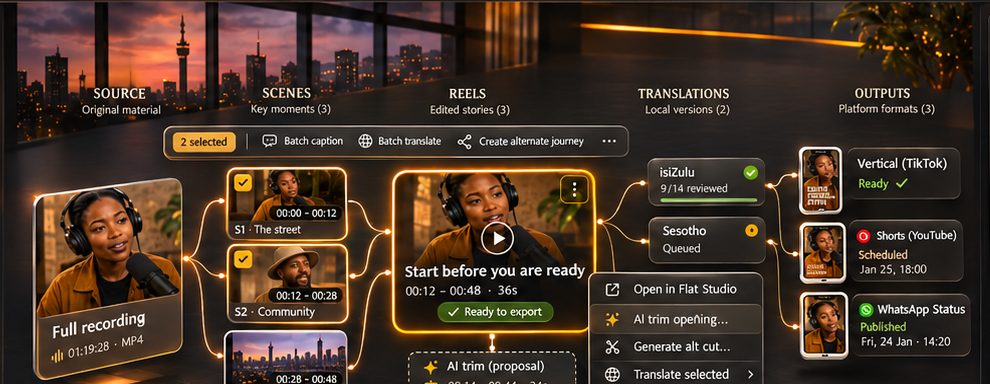 SOURCE
Original material
SCENES
Key moments (3)
REELS
Edited stories (3)
TRANSLATIONS
Local versions (2)
OUTPUTS
Platform formats (3)
2 selected
Batch caption
Batch translate
Create alternate journey
Full recording
01:19:28 · MP4
00:00 – 00:12
S1 · The street
00:12 – 00:28
S2 · Community
00:28 – 00:48
Start before you are ready
00:12 – 00:48 · 36s
Ready to export
AI trim (proposal)
isiZulu
9/14 reviewed
Sesotho
Queued
Open in Flat Studio
AI trim opening...
Generate alt cut...
Translate selected
Vertical (TikTok)
Ready
Shorts (YouTube)
Scheduled
Jan 25, 18:00
WhatsApp Status
Published
Fri, 24 Jan · 14:20